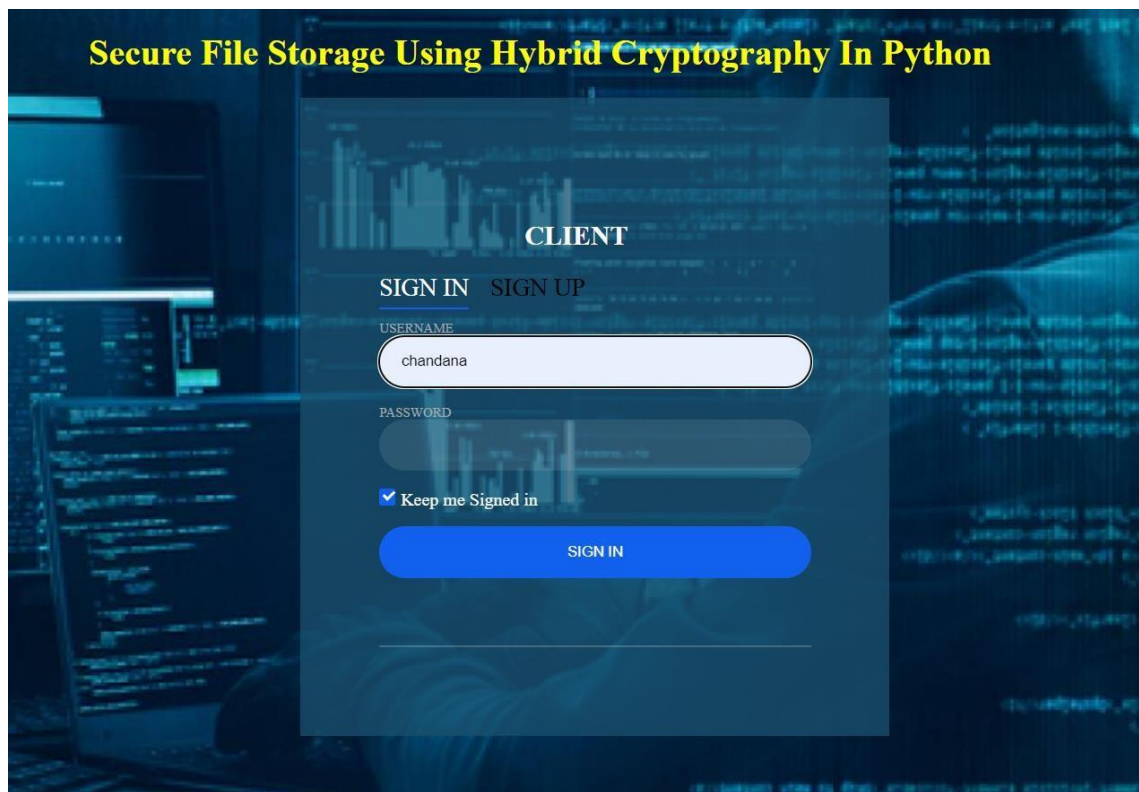 Secure File Storage Using Hybrid Cryptography In Python
CLIENT
SIGN IN SIGN UP
USERNAME
chandana
PASSWORD
Keep me Signed in
SIGN IN